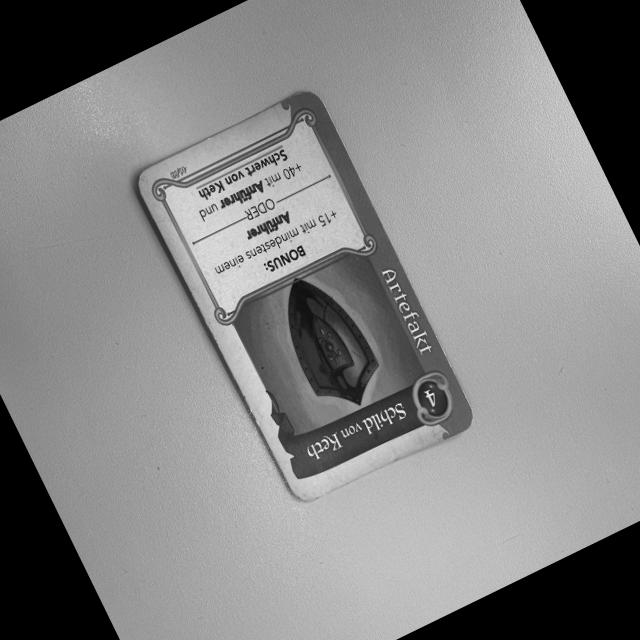 4
Schild von Keth
Artefakt
BONUS:
+15 mit mindestens einem
Anführer
ODER
+40 mit Anführer und
Schwert von Keth